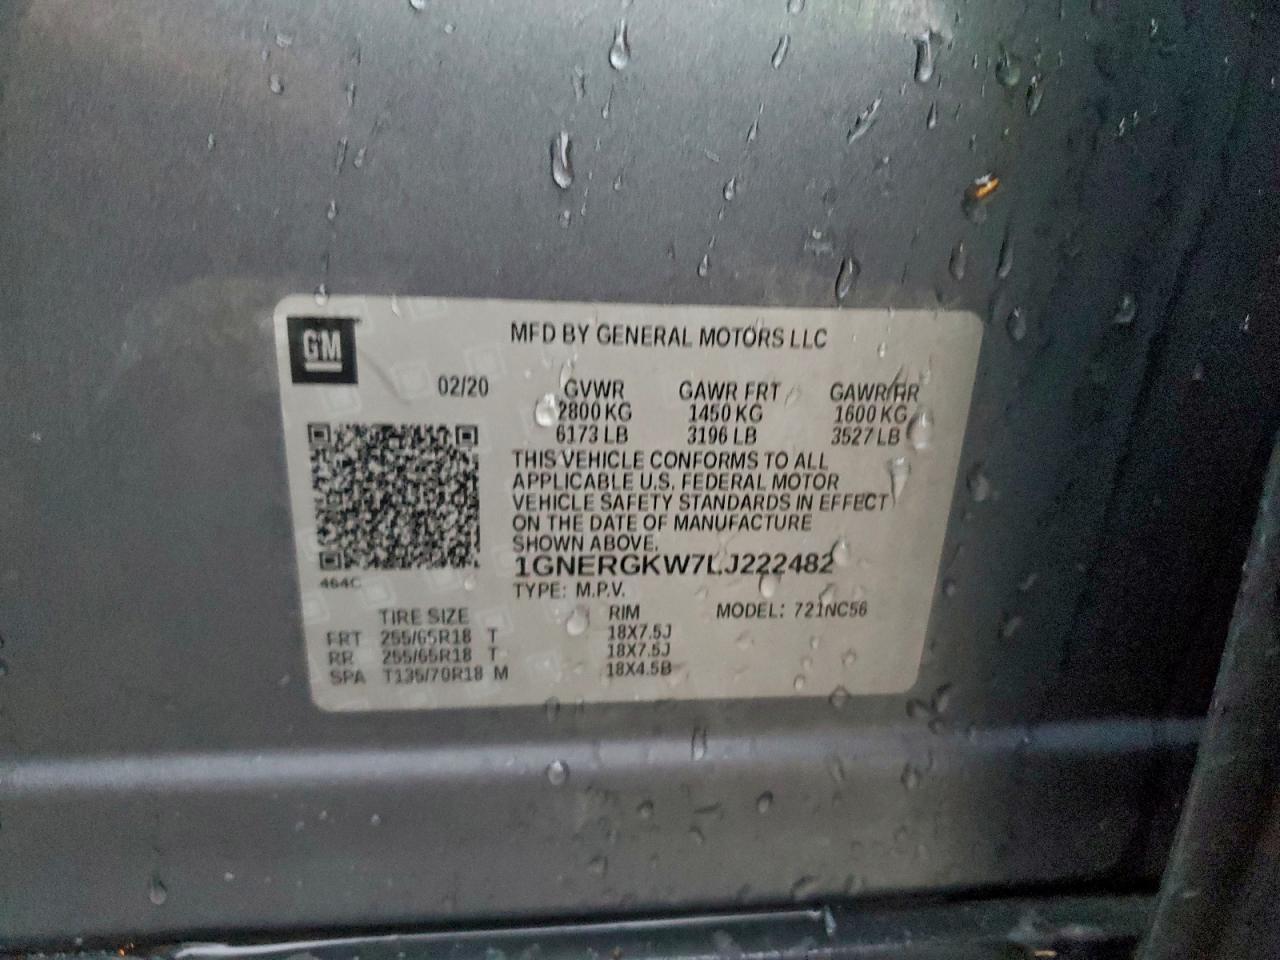 GM
MFD BY GENERAL MOTORS LLC
02/20 GVWR GAWR FRT GAWR RR
2800 KG 1450 KG 1600 KG
6173 LB 3196 LB 3527 LB
THIS VEHICLE CONFORMS TO ALL
APPLICABLE U.S. FEDERAL MOTOR
VEHICLE SAFETY STANDARDS IN EFFECT
ON THE DATE OF MANUFACTURE
SHOWN ABOVE.
1GNERGKW7LJ222482
464C
TYPE: M.P.V.
TIRE SIZE RIM MODEL: 721NC56
FRT 255/65R18 T 18X7.5J
RR 255/65R18 T 18X7.5J
SPA T135/70R18 M 18X4.5B